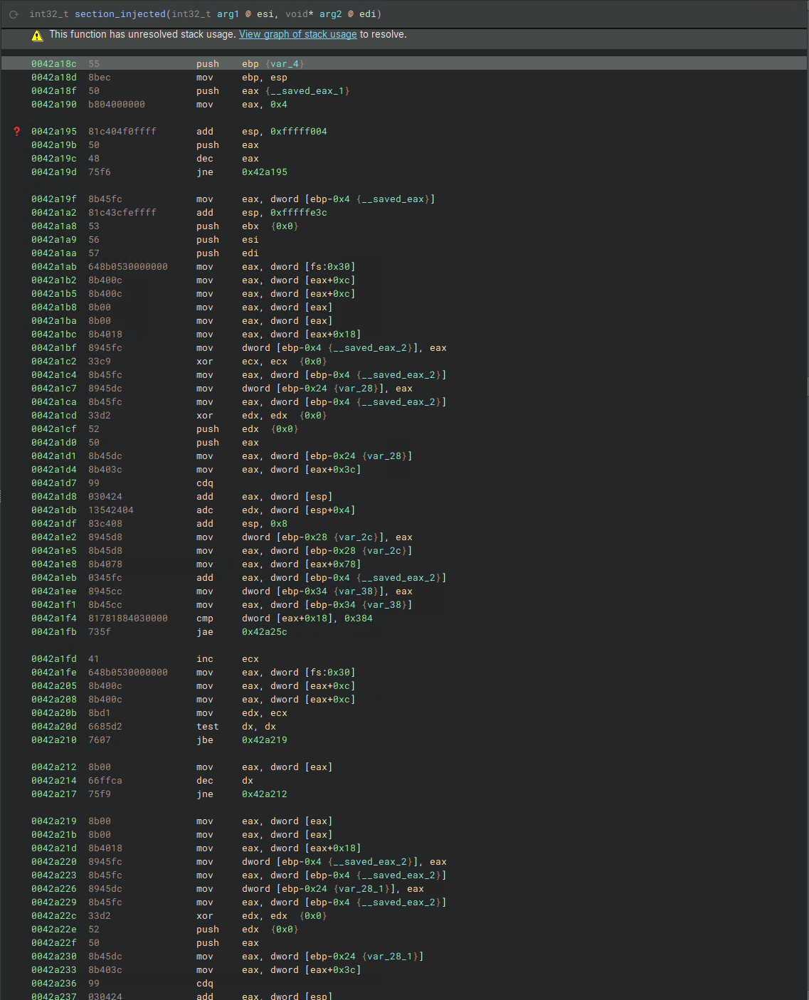 int32_t section_injected(int32_t arg1 @ esi, void* arg2 @ edi)
This function has unresolved stack usage. View graph of stack usage to resolve.
0042a18c 55 push ebp {var_4}
0042a18d 8bec mov ebp, esp
0042a18f 50 push eax {__saved_eax_1}
0042a190 b804000000 mov eax, 0x4
? 0042a195 81c404f0ffff add esp, 0xfffff004
0042a19b 50 push eax
0042a19c 48 dec eax
0042a19d 75f6 jne 0x42a195
0042a19f 8b45fc mov eax, dword [ebp-0x4 {__saved_eax}]
0042a1a2 81c43cfeffff add esp, 0xfffffe3c
0042a1a8 53 push ebx {0x0}
0042a1a9 56 push esi
0042a1aa 57 push edi
0042a1ab 648b0530000000 mov eax, dword [fs:0x30]
0042a1b2 8b400c mov eax, dword [eax+0xc]
0042a1b5 8b400c mov eax, dword [eax+0xc]
0042a1b8 8b00 mov eax, dword [eax]
0042a1ba 8b00 mov eax, dword [eax]
0042a1bc 8b4018 mov eax, dword [eax+0x18]
0042a1bf 8945fc mov dword [ebp-0x4 {__saved_eax_2}], eax
0042a1c2 33c9 xor ecx, ecx {0x0}
0042a1c4 8b45fc mov eax, dword [ebp-0x4 {__saved_eax_2}]
0042a1c7 8945dc mov dword [ebp-0x24 {var_28}], eax
0042a1ca 8b45fc mov eax, dword [ebp-0x4 {__saved_eax_2}]
0042a1cd 33d2 xor edx, edx {0x0}
0042a1cf 52 push edx {0x0}
0042a1d0 50 push eax
0042a1d1 8b45dc mov eax, dword [ebp-0x24 {var_28}]
0042a1d4 8b403c mov eax, dword [eax+0x3c]
0042a1d7 99 cdq
0042a1d8 030424 add eax, dword [esp]
0042a1db 13542404 adc edx, dword [esp+0x4]
0042a1df 83c408 add esp, 0x8
0042a1e2 8945d8 mov dword [ebp-0x28 {var_2c}], eax
0042a1e5 8b45d8 mov eax, dword [ebp-0x28 {var_2c}]
0042a1e8 8b4078 mov eax, dword [eax+0x78]
0042a1eb 0345fc add eax, dword [ebp-0x4 {__saved_eax_2}]
0042a1ee 8945cc mov dword [ebp-0x34 {var_38}], eax
0042a1f1 8b45cc mov eax, dword [ebp-0x34 {var_38}]
0042a1f4 81781884030000 cmp dword [eax+0x18], 0x384
0042a1fb 735f jae 0x42a25c
0042a1fd 41 inc ecx
0042a1fe 648b0530000000 mov eax, dword [fs:0x30]
0042a205 8b400c mov eax, dword [eax+0xc]
0042a208 8b400c mov eax, dword [eax+0xc]
0042a20b 8bd1 mov edx, ecx
0042a20d 6685d2 test dx, dx
0042a210 7607 jbe 0x42a219
0042a212 8b00 mov eax, dword [eax]
0042a214 66ffca dec dx
0042a217 75f9 jne 0x42a212
0042a219 8b00 mov eax, dword [eax]
0042a21b 8b00 mov eax, dword [eax]
0042a21d 8b4018 mov eax, dword [eax+0x18]
0042a220 8945fc mov dword [ebp-0x4 {__saved_eax_2}], eax
0042a223 8b45fc mov eax, dword [ebp-0x4 {__saved_eax_2}]
0042a226 8945dc mov dword [ebp-0x24 {var_28_1}], eax
0042a229 8b45fc mov eax, dword [ebp-0x4 {__saved_eax_2}]
0042a22c 33d2 xor edx, edx {0x0}
0042a22e 52 push edx {0x0}
0042a22f 50 push eax
0042a230 8b45dc mov eax, dword [ebp-0x24 {var_28_1}]
0042a233 8b403c mov eax, dword [eax+0x3c]
0042a236 99 cdq
0042a237 030424 add eax, dword [esp]